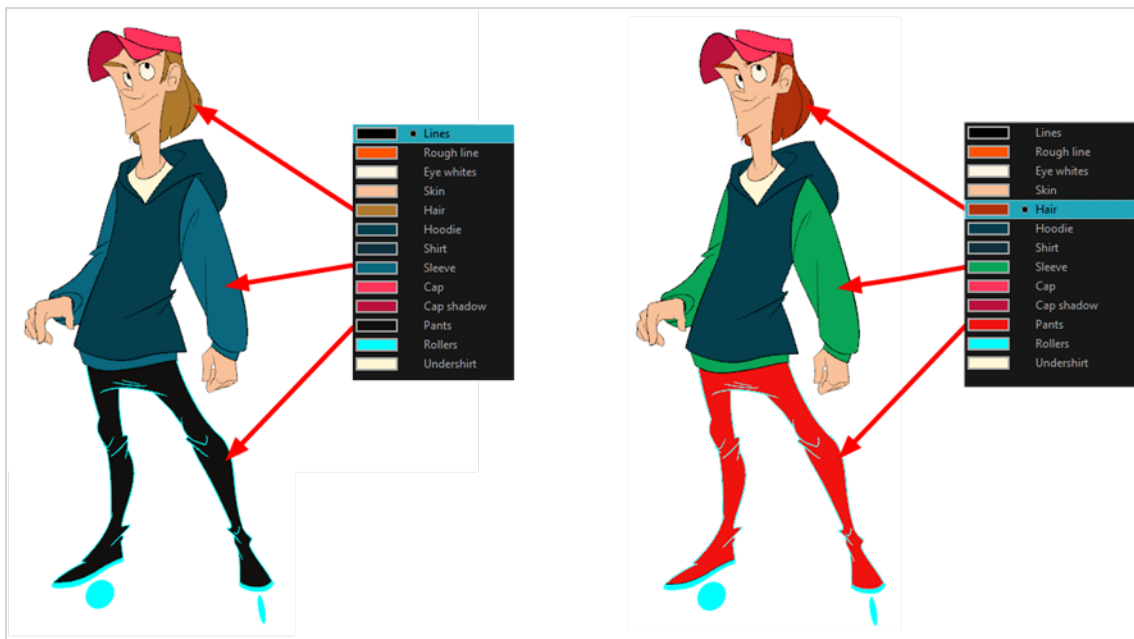 Lines
Rough line
Eye whites
Skin
Hair
Hoodie
Shirt
Sleeve
Cap
Cap shadow
Pants
Rollers
Undershirt
Lines
Rough line
Eye whites
Skin
Hair
Hoodie
Shirt
Sleeve
Cap
Cap shadow
Pants
Rollers
Undershirt